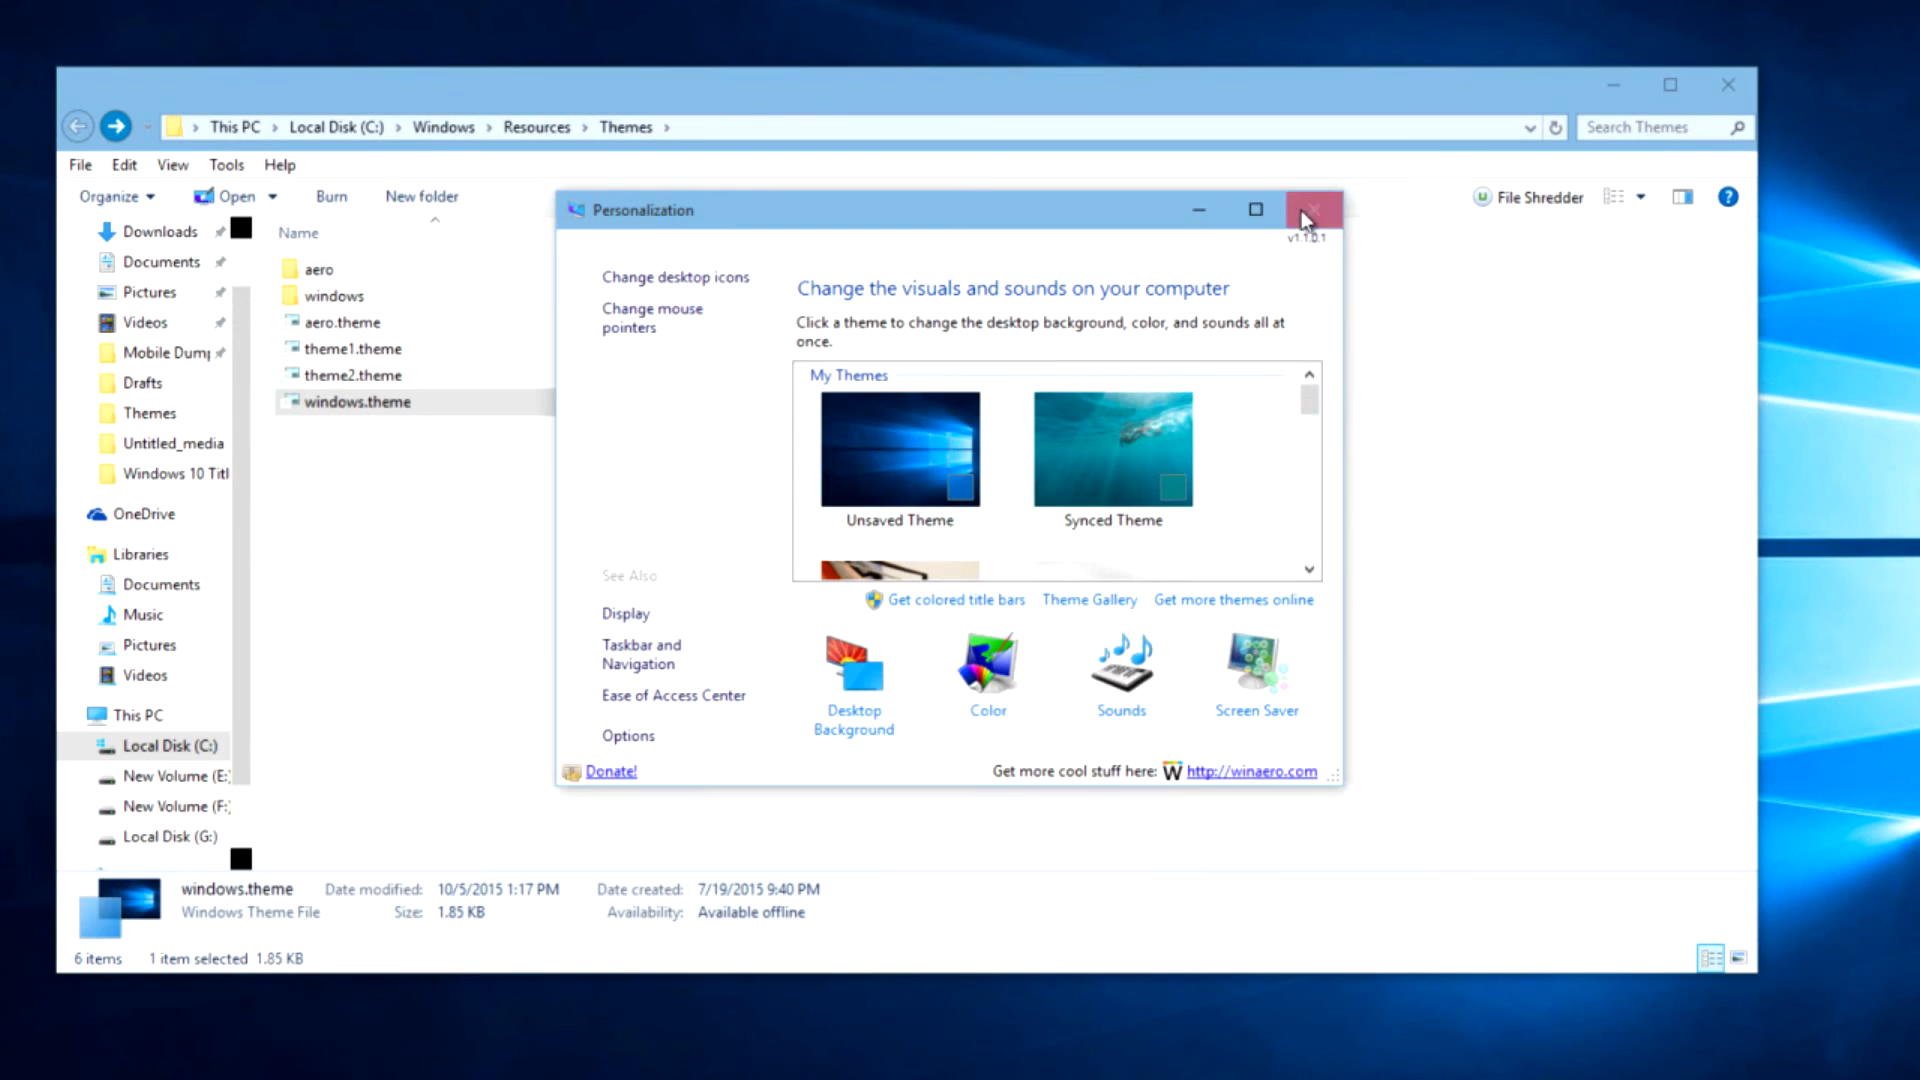 This PC > Local Disk (C:) > Windows > Resources > Themes >
Search Themes
File Edit View Tools Help
Organize Open Burn New folder
File Shredder
Downloads
Documents
Pictures
Videos
Mobile Dump
Drafts
Themes
Untitled_media
Windows 10 Titl
OneDrive
Libraries
Documents
Music
Pictures
Videos
This PC
Local Disk (C:)
New Volume (E:)
New Volume (F:)
Local Disk (G:)
Name
aero
windows
aero.theme
theme1.theme
theme2.theme
windows.theme
Personalization
v1.1.0.1
Change desktop icons
Change mouse
pointers
See Also
Display
Taskbar and
Navigation
Ease of Access Center
Options
Donate!
Change the visuals and sounds on your computer
Click a theme to change the desktop background, color, and sounds all at
once.
My Themes
Unsaved Theme
Synced Theme
Get colored title bars Theme Gallery Get more themes online
Desktop
Background
Color
Sounds
Screen Saver
Get more cool stuff here: W http://winaero.com
windows.theme Date modified: 10/5/2015 1:17 PM Date created: 7/19/2015 9:40 PM
Windows Theme File Size: 1.85 KB Availability: Available offline
6 items 1 item selected 1.85 KB